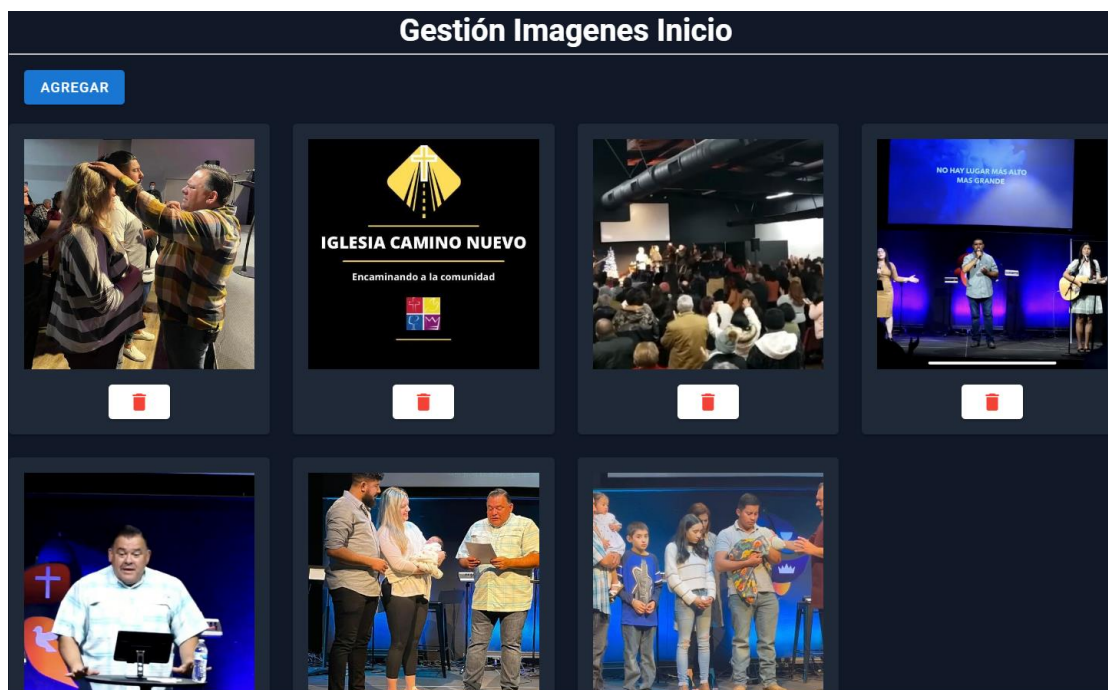 Gestión Imagenes Inicio
AGREGAR
IGLESIA CAMINO NUEVO
Encaminando a la comunidad
NO HAY LUGAR MÁS ALTO
MAS GRANDE